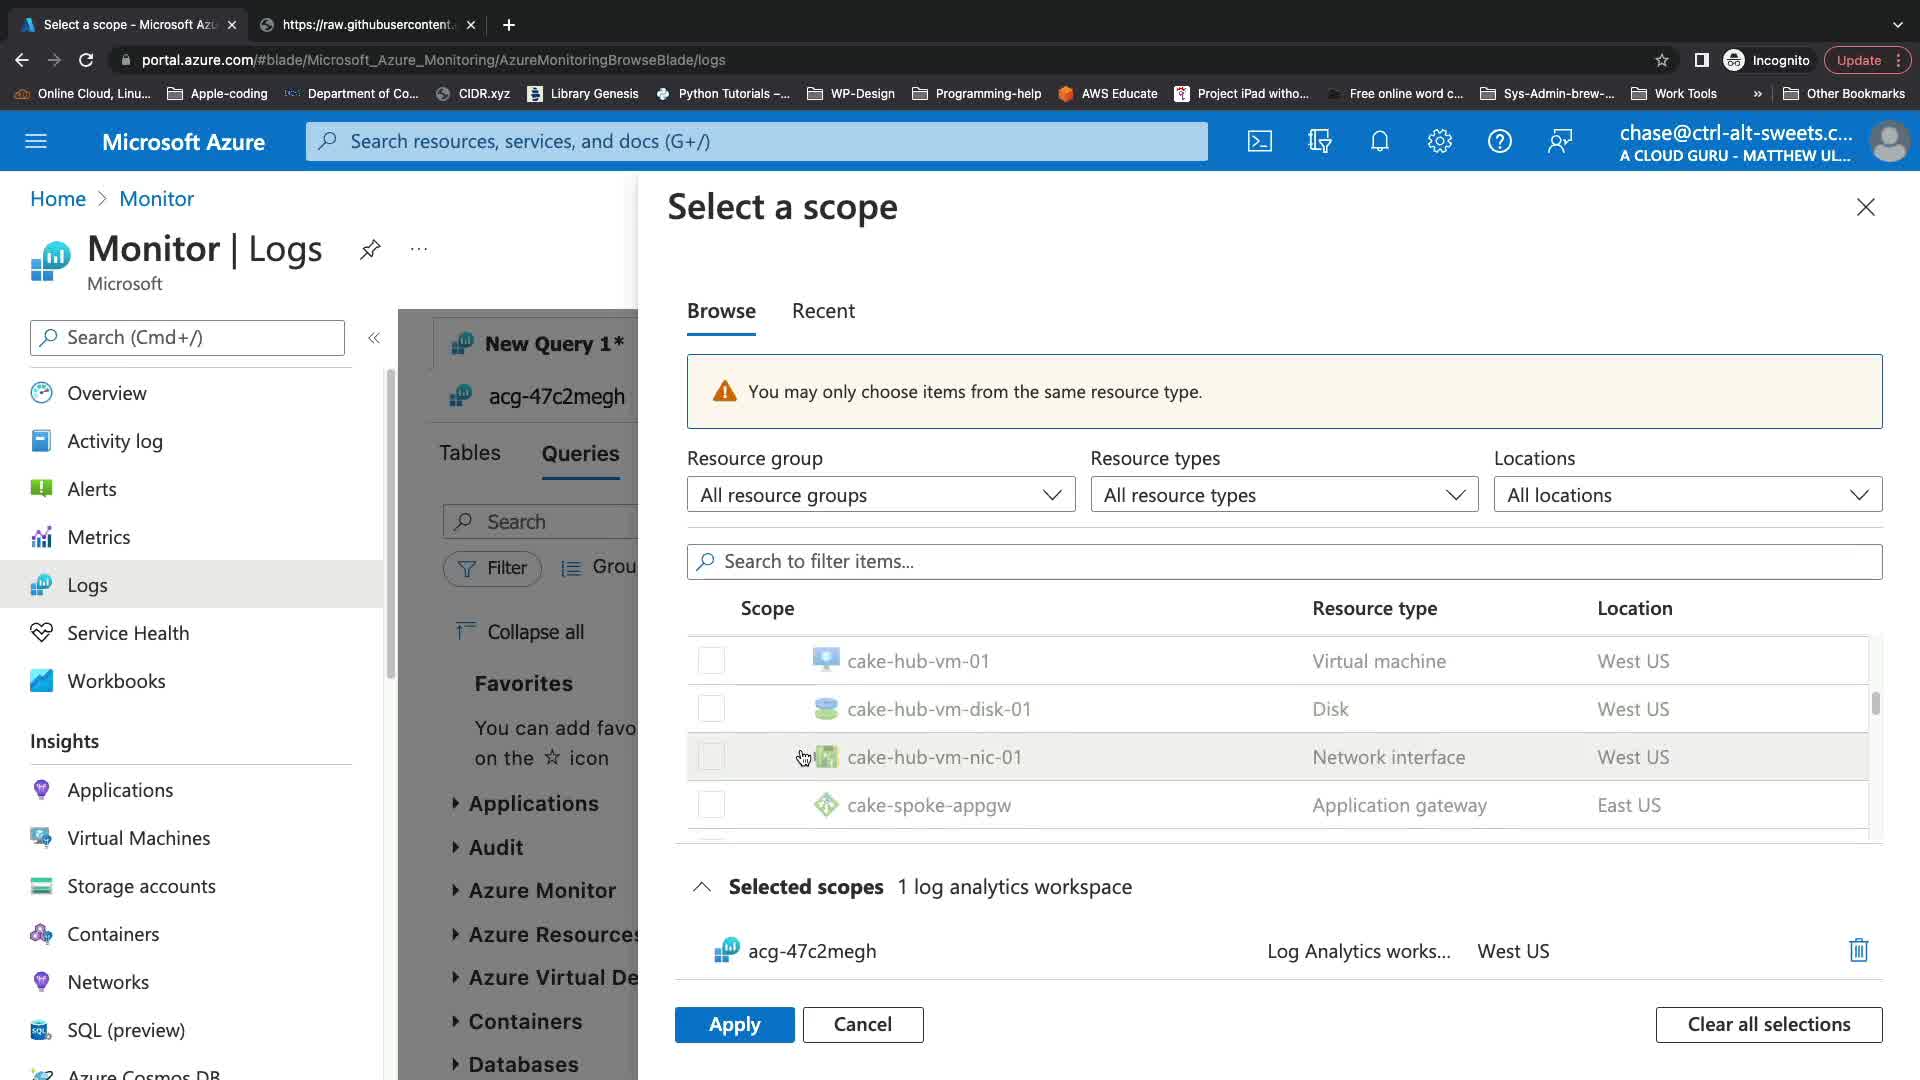 Select a scope - Microsoft Azu
https://raw.githubusercontent.
portal.azure.com/#blade/Microsoft_Azure_Monitoring/AzureMonitoringBrowseBlade/logs
Incognito
Update
Online Cloud, Linu...
Apple-coding
Department of Co...
CIDR.xyz
Library Genesis
Python Tutorials –...
WP-Design
Programming-help
AWS Educate
Project iPad witho...
Free online word c...
Sys-Admin-brew-...
Work Tools
»
Other Bookmarks
Microsoft Azure
Search resources, services, and docs (G+/)
chase@ctrl-alt-sweets.c...
A CLOUD GURU - MATTHEW UL...
Home > Monitor
Monitor | Logs
...
Microsoft
Search (Cmd+/)
«
Overview
Activity log
Alerts
Metrics
Logs
Service Health
Workbooks
Insights
Applications
Virtual Machines
Storage accounts
Containers
Networks
SQL (preview)
Azure Cosmos DB
New Query 1*
acg-47c2megh
Tables
Queries
Search
Filter
Grou
Collapse all
Favorites
You can add favo
on the ☆ icon
Applications
Audit
Azure Monitor
Azure Resources
Azure Virtual De
Containers
Databases
Select a scope
Browse
Recent
You may only choose items from the same resource type.
Resource group
Resource types
Locations
All resource groups
All resource types
All locations
Search to filter items...
Scope
Resource type
Location
cake-hub-vm-01
Virtual machine
West US
cake-hub-vm-disk-01
Disk
West US
cake-hub-vm-nic-01
Network interface
West US
cake-spoke-appgw
Application gateway
East US
Selected scopes 1 log analytics workspace
acg-47c2megh
Log Analytics works...
West US
Apply
Cancel
Clear all selections